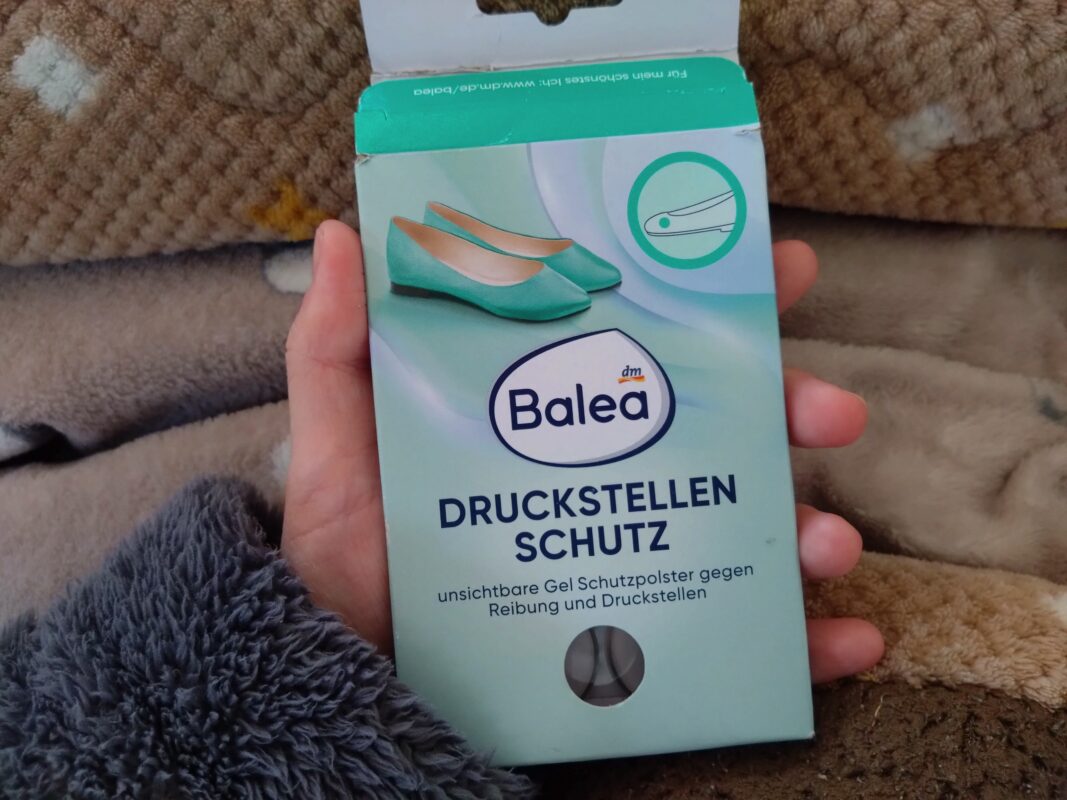 Für mein schönstes Ich: www.dm.de/balea
dm
Balea
DRUCKSTELLEN
SCHUTZ
unsichtbare Gel Schutzpolster gegen
Reibung und Druckstellen